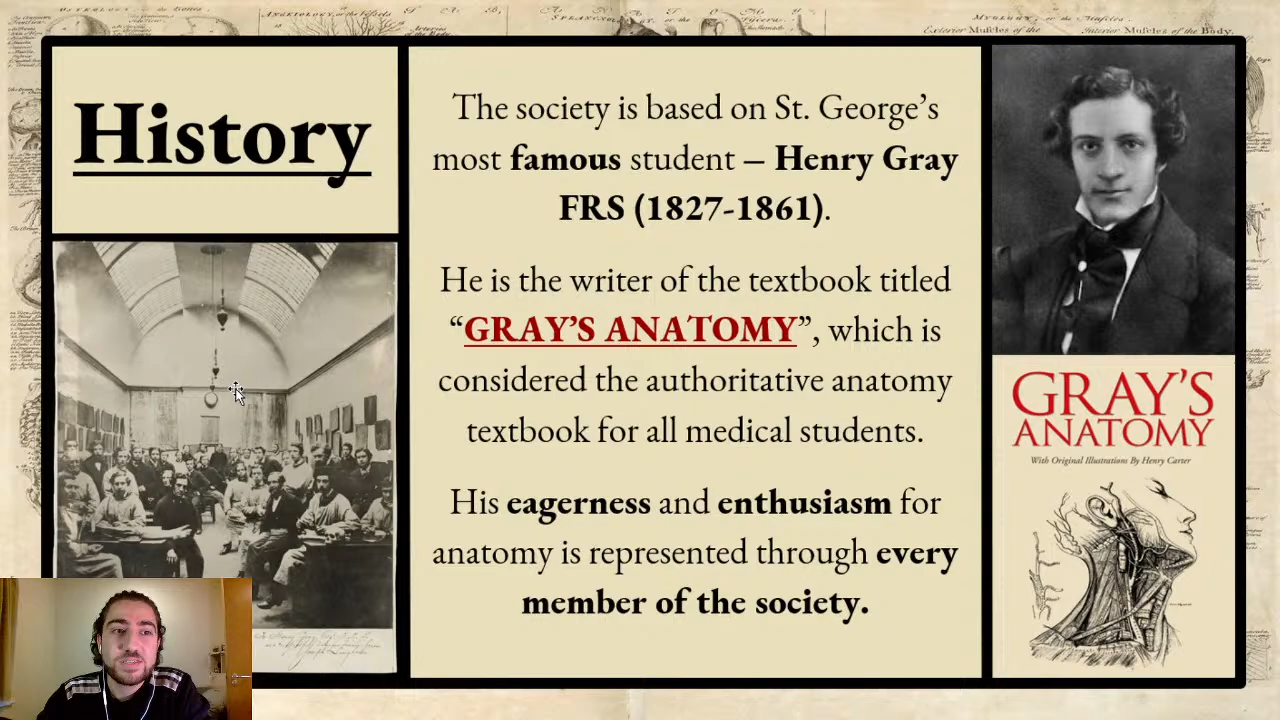 History
The society is based on St. George’s
most famous student – Henry Gray
FRS (1827-1861).
He is the writer of the textbook titled
“GRAY’S ANATOMY”, which is
considered the authoritative anatomy
textbook for all medical students.
His eagerness and enthusiasm for
anatomy is represented through every
member of the society.
GRAY’S
ANATOMY
With Original Illustrations By Henry Carter